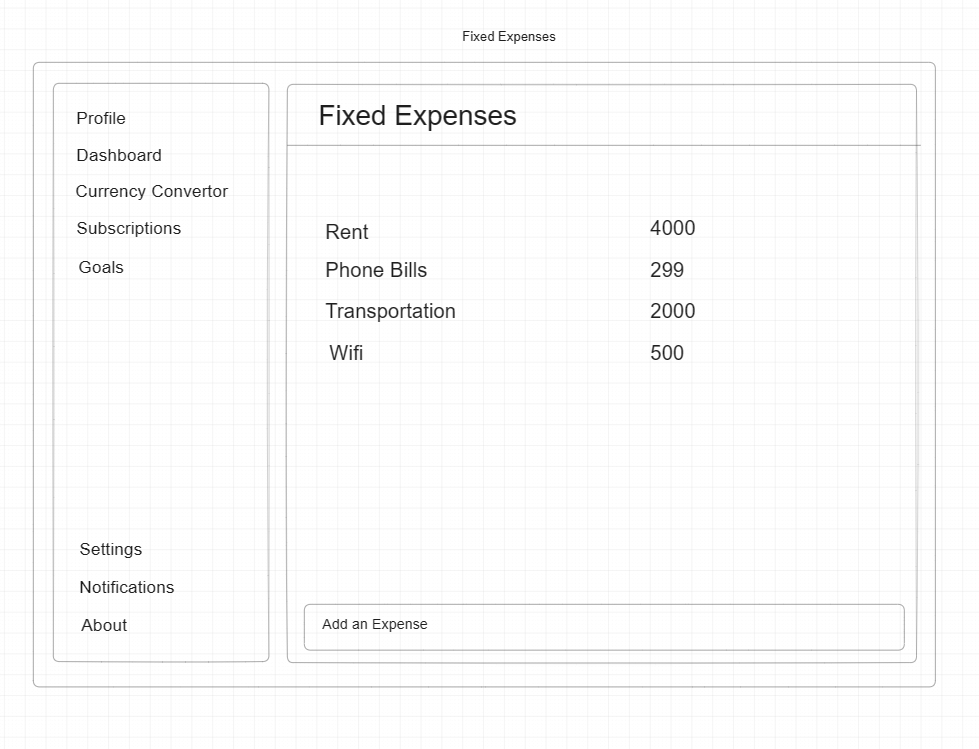 Fixed Expenses
Profile
Dashboard
Currency Convertor
Subscriptions
Goals
Settings
Notifications
About
Fixed Expenses
Rent 4000
Phone Bills 299
Transportation 2000
Wifi 500
Add an Expense